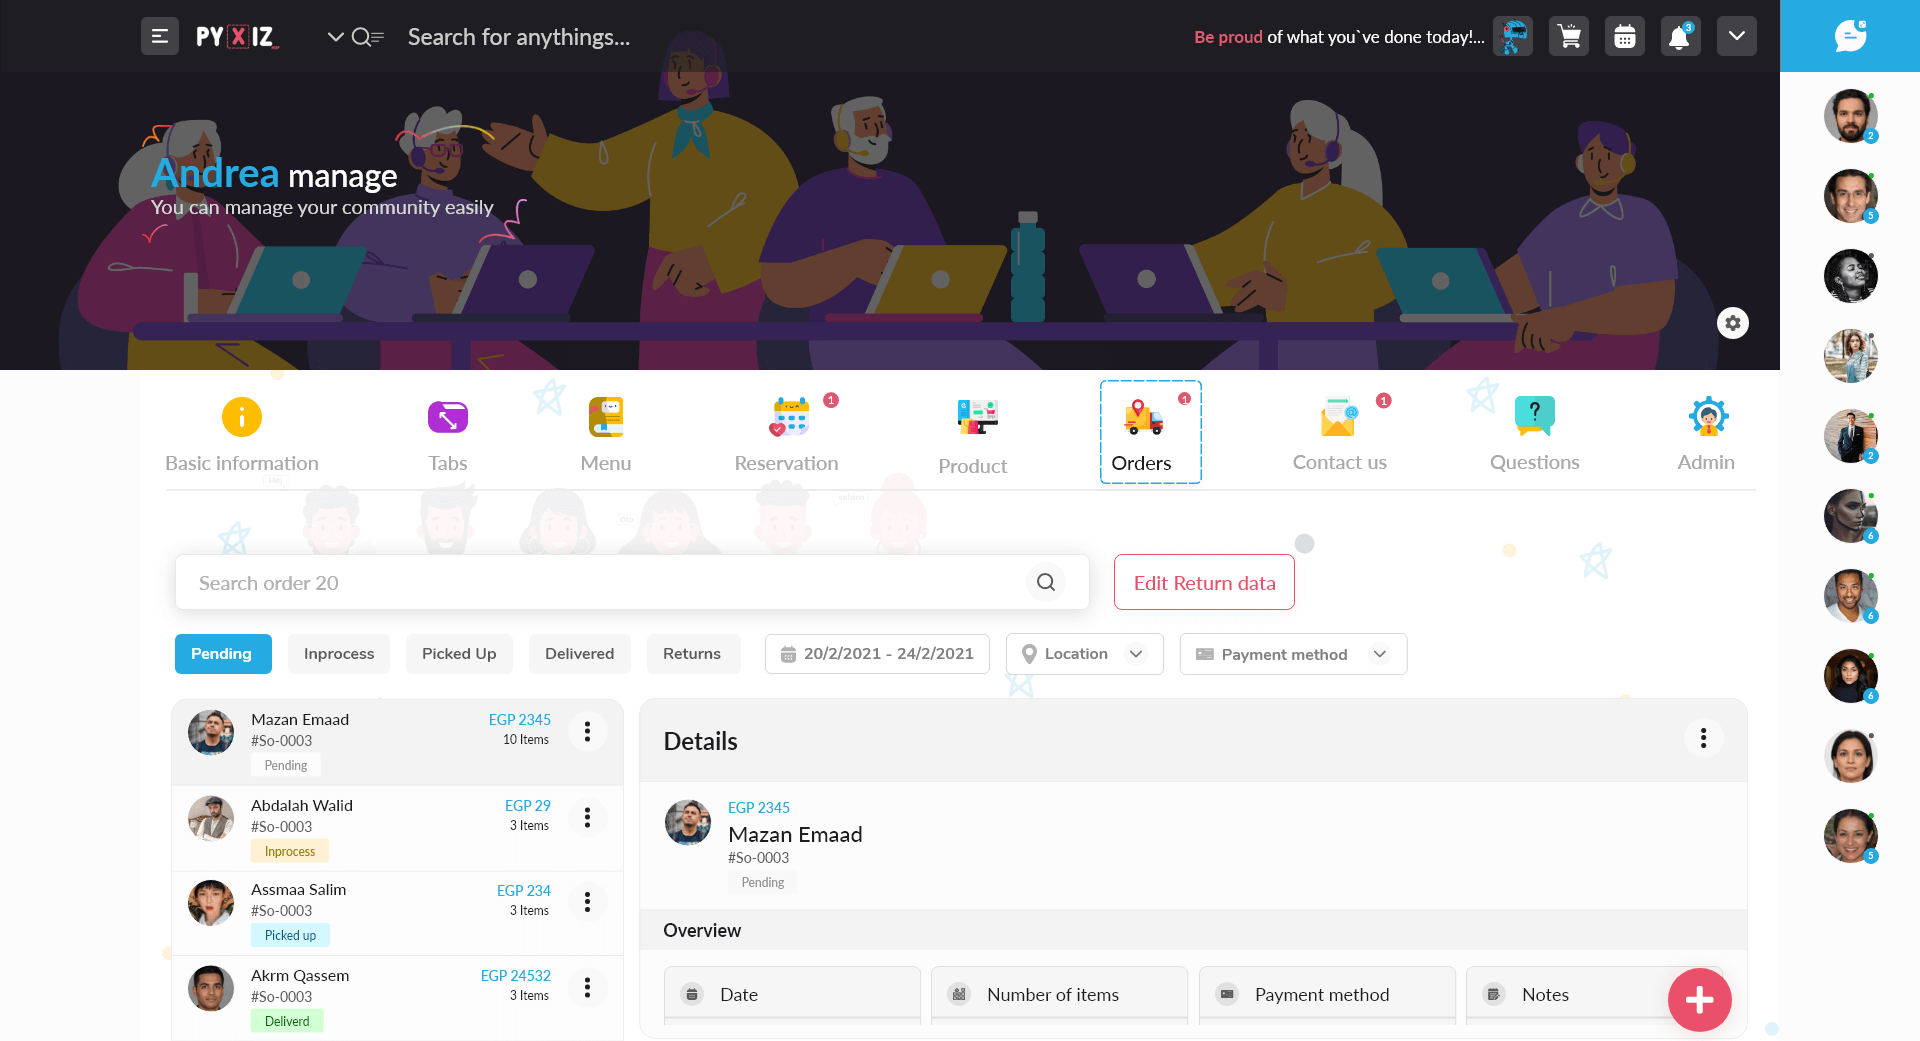 PYXIZ
Search for anythings...
Be proud of what you`ve done today!...
3
Andrea manage
You can manage your community easily
Basic information
Tabs
Menu
1
Reservation
Product
1
Orders
1
Contact us
?
Questions
Admin
Search order 20
Edit Return data
Pending
Inprocess
Picked Up
Delivered
Returns
20/2/2021 - 24/2/2021
Location
Payment method
Mazan Emaad
EGP 2345
#So-0003
10 Items
Pending
Abdalah Walid
EGP 29
#So-0003
3 Items
Inprocess
Assmaa Salim
EGP 234
#So-0003
3 Items
Picked up
Akrm Qassem
EGP 24532
#So-0003
3 Items
Deliverd
Details
EGP 2345
Mazan Emaad
#So-0003
Pending
Overview
Date
Number of items
Payment method
Notes
2
5
2
6
6
6
5